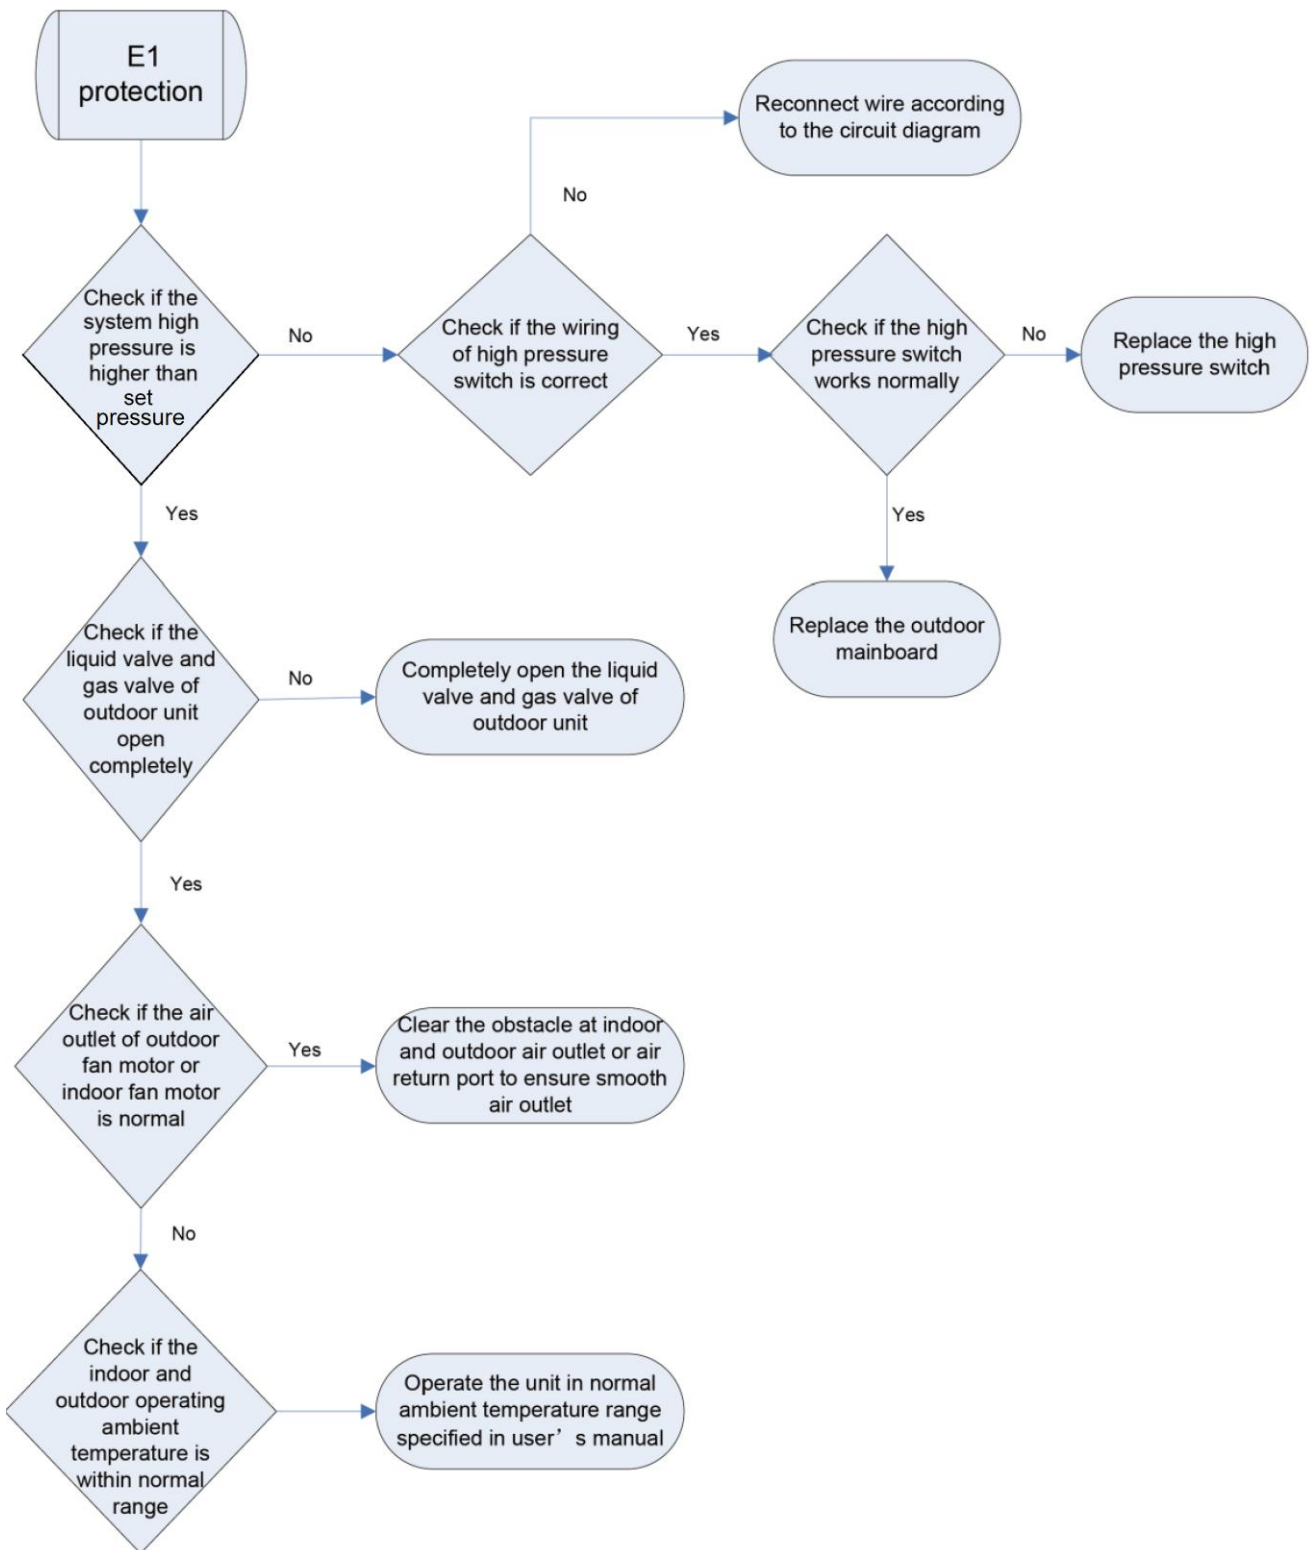 E1
protection
Reconnect wire according
to the circuit diagram
No
Check if the
system high
pressure is
higher than
set
pressure
No
Check if the wiring
of high pressure
switch is correct
Yes
Check if the high
pressure switch
works normally
No
Replace the high
pressure switch
Yes
Yes
Replace the outdoor
mainboard
Check if the
liquid valve and
gas valve of
outdoor unit
open
completely
No
Completely open the liquid
valve and gas valve of
outdoor unit
Yes
Check if the air
outlet of outdoor
fan motor or
indoor fan motor
is normal
Yes
Clear the obstacle at indoor
and outdoor air outlet or air
return port to ensure smooth
air outlet
No
Check if the
indoor and
outdoor operating
ambient
temperature is
within normal
range
Operate the unit in normal
ambient temperature range
specified in user’ s manual